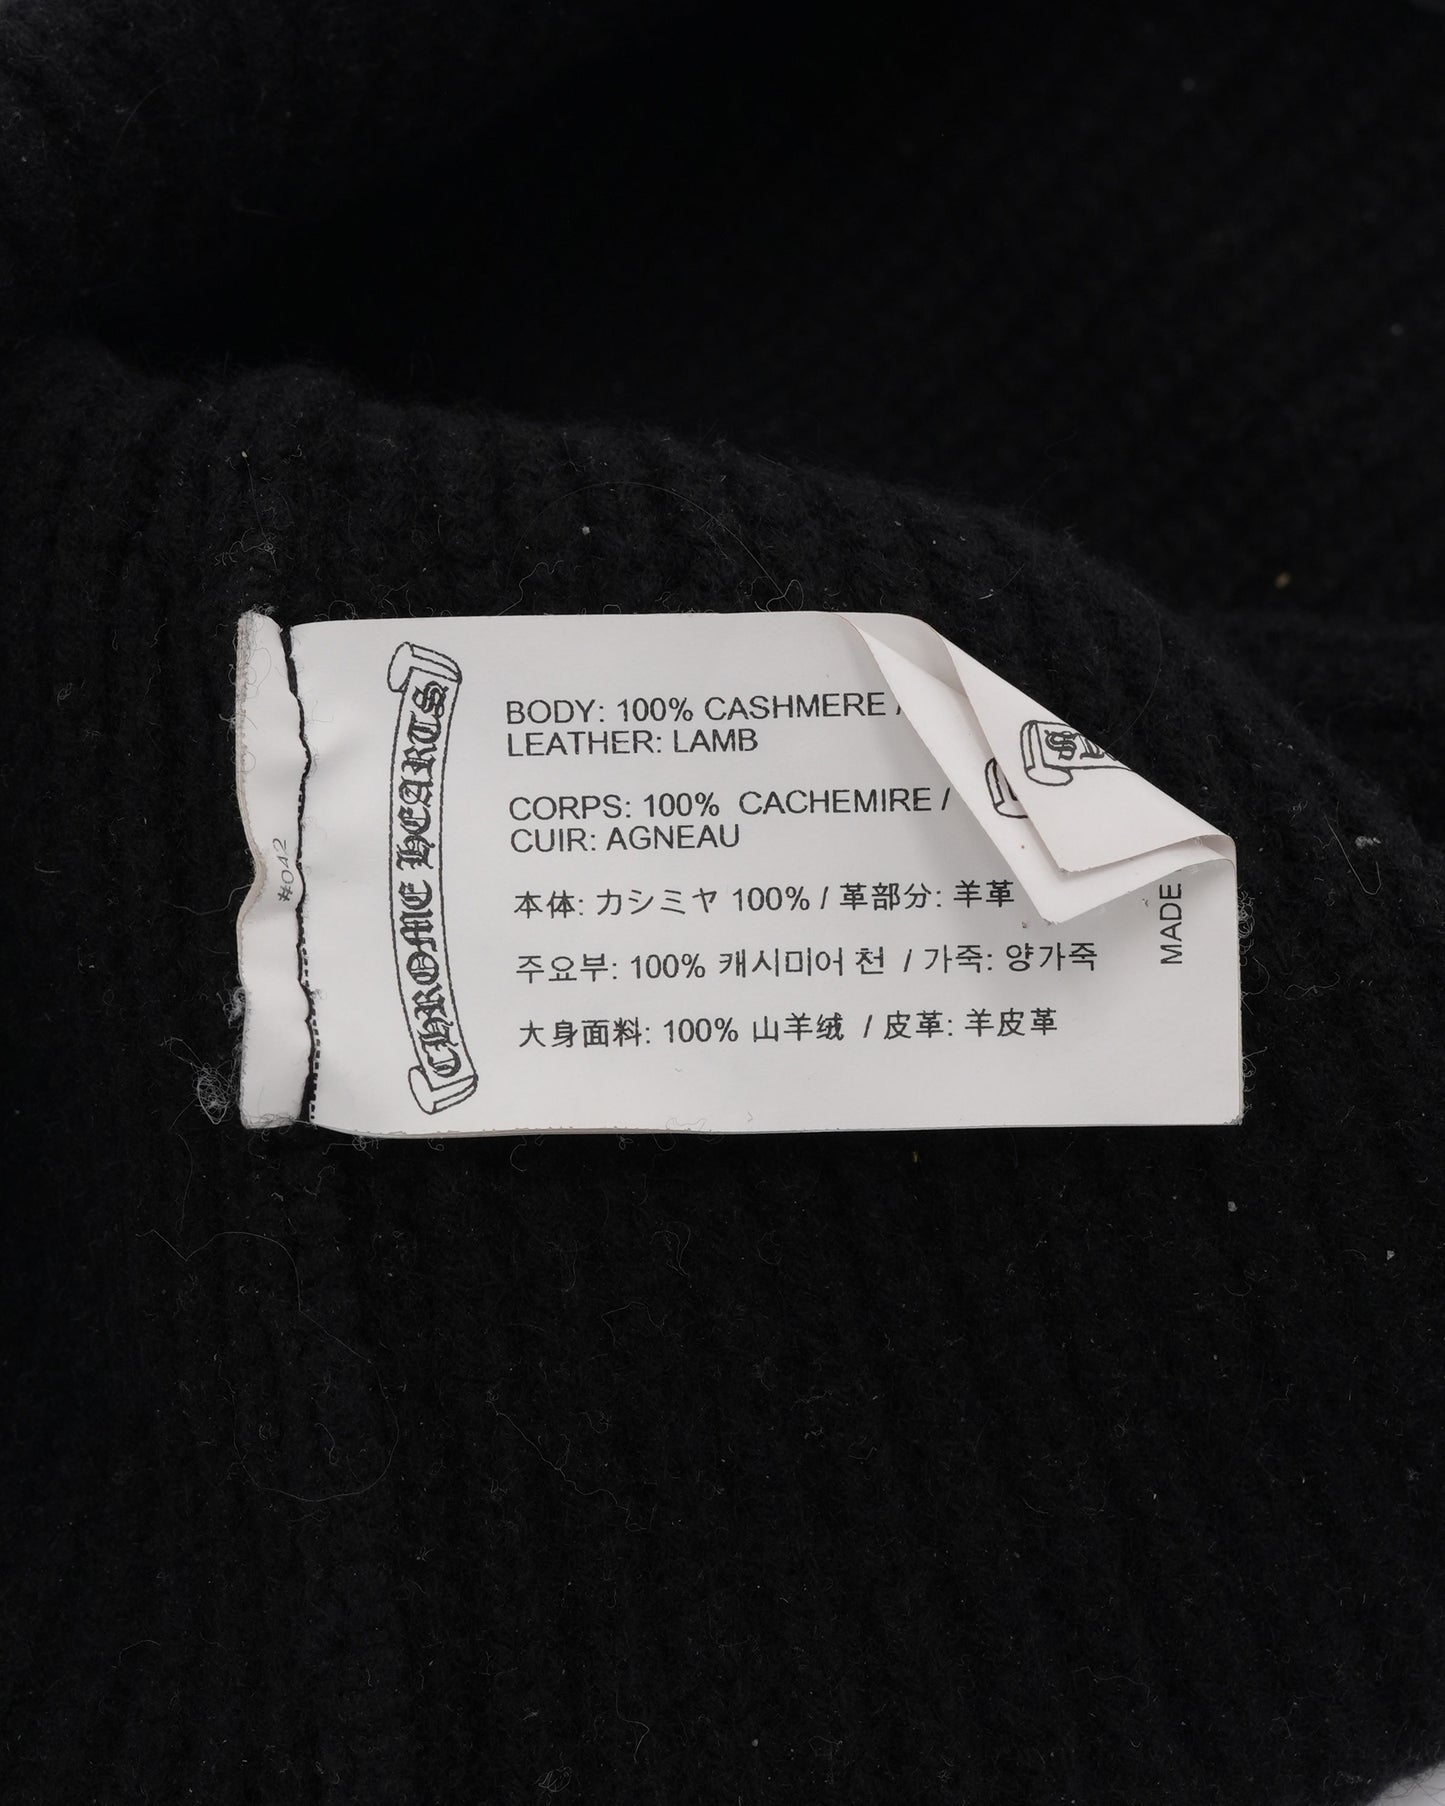 CHROME HEARTS
#042
BODY: 100% CASHMERE /
LEATHER: LAMB
CORPS: 100% CACHEMIRE /
CUIR: AGNEAU
本体: カシミヤ 100% / 革部分: 羊革
주요부: 100% 캐시미어 천 / 가죽: 양가죽
大身面料: 100% 山羊绒 / 皮革: 羊皮革
MADE